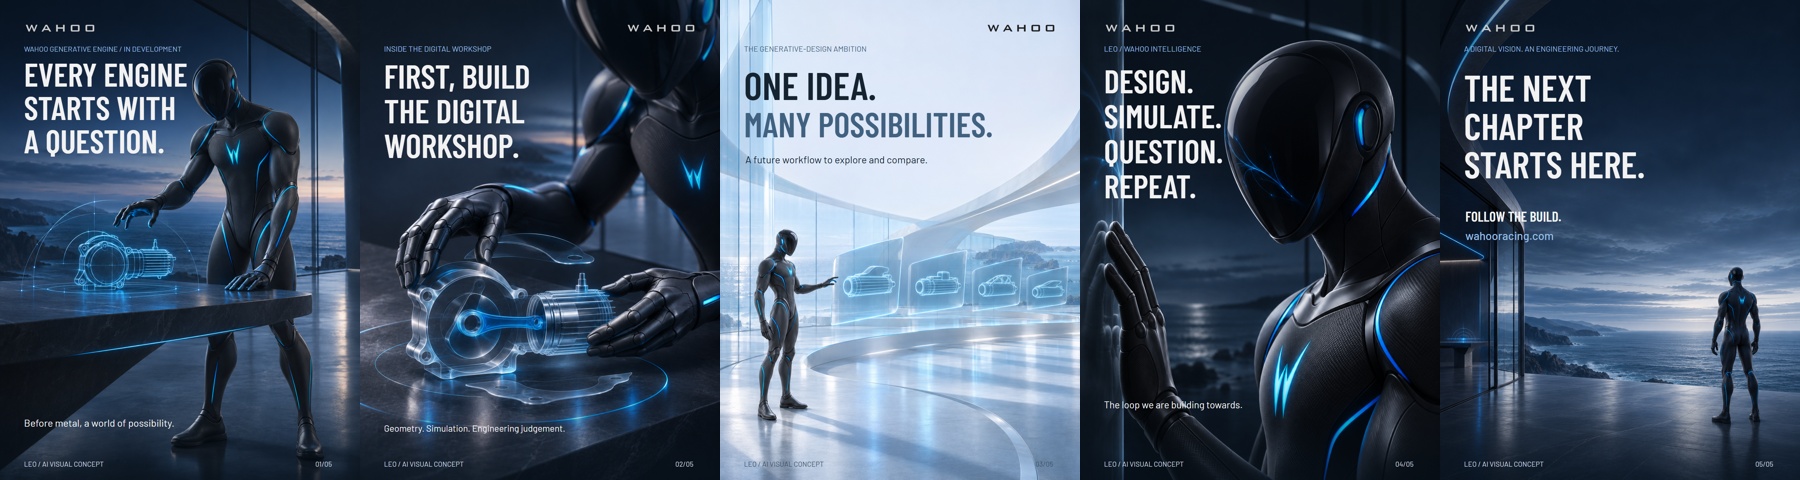 WAHOO
WAHOO GENERATIVE ENGINE / IN DEVELOPMENT
EVERY ENGINE
STARTS WITH
A QUESTION.
Before metal, a world of possibility.
LEO / AI VISUAL CONCEPT
01/05
WAHOO
INSIDE THE DIGITAL WORKSHOP
FIRST, BUILD
THE DIGITAL
WORKSHOP.
Geometry. Simulation. Engineering judgement.
LEO / AI VISUAL CONCEPT
02/05
WAHOO
THE GENERATIVE-DESIGN AMBITION
ONE IDEA.
MANY POSSIBILITIES.
A future workflow to explore and compare.
LEO / AI VISUAL CONCEPT
03/05
WAHOO
LEO / WAHOO INTELLIGENCE
DESIGN.
SIMULATE.
QUESTION.
REPEAT.
The loop we are building towards.
LEO / AI VISUAL CONCEPT
04/05
WAHOO
A DIGITAL VISION. AN ENGINEERING JOURNEY.
THE NEXT
CHAPTER
STARTS HERE.
FOLLOW THE BUILD.
wahooracing.com
LEO / AI VISUAL CONCEPT
05/05